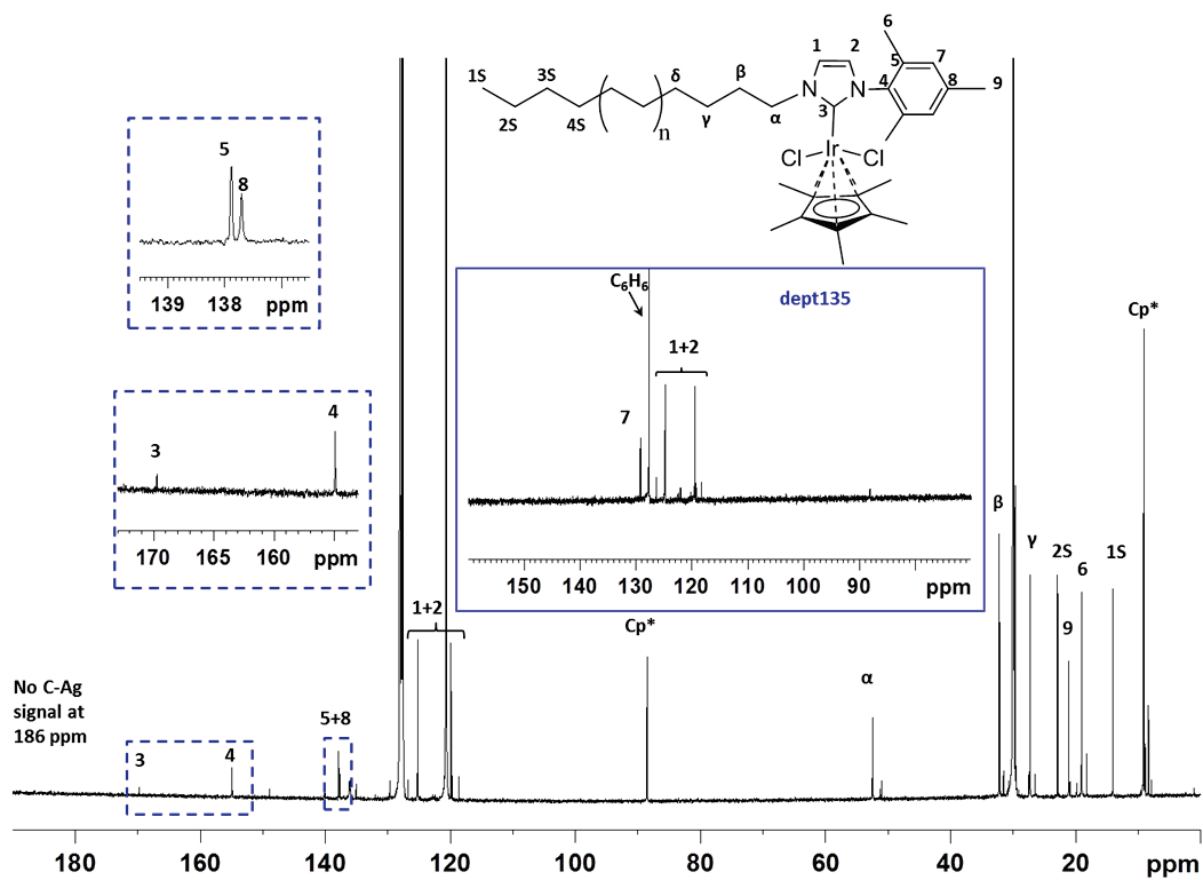 6
1
2
5
7
1S
3S
δ
β
4
8
9
N
N
2S
4S
n
γ
α
3
Ir
Cl
Cl
5
8
139
138
ppm
C₆H₆
dept135
1+2
7
150
140
130
120
110
100
90
80
ppm
3
4
170
165
160
ppm
Cp*
β
γ
2S
6
1S
9
1+2
Cp*
α
No C-Ag
signal at
186 ppm
5+8
3
4
180
160
140
120
100
80
60
40
20
ppm